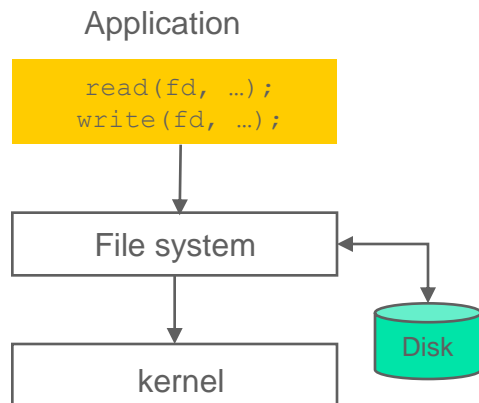 Application
read(fd, …);
write(fd, …);
File system
Disk
kernel